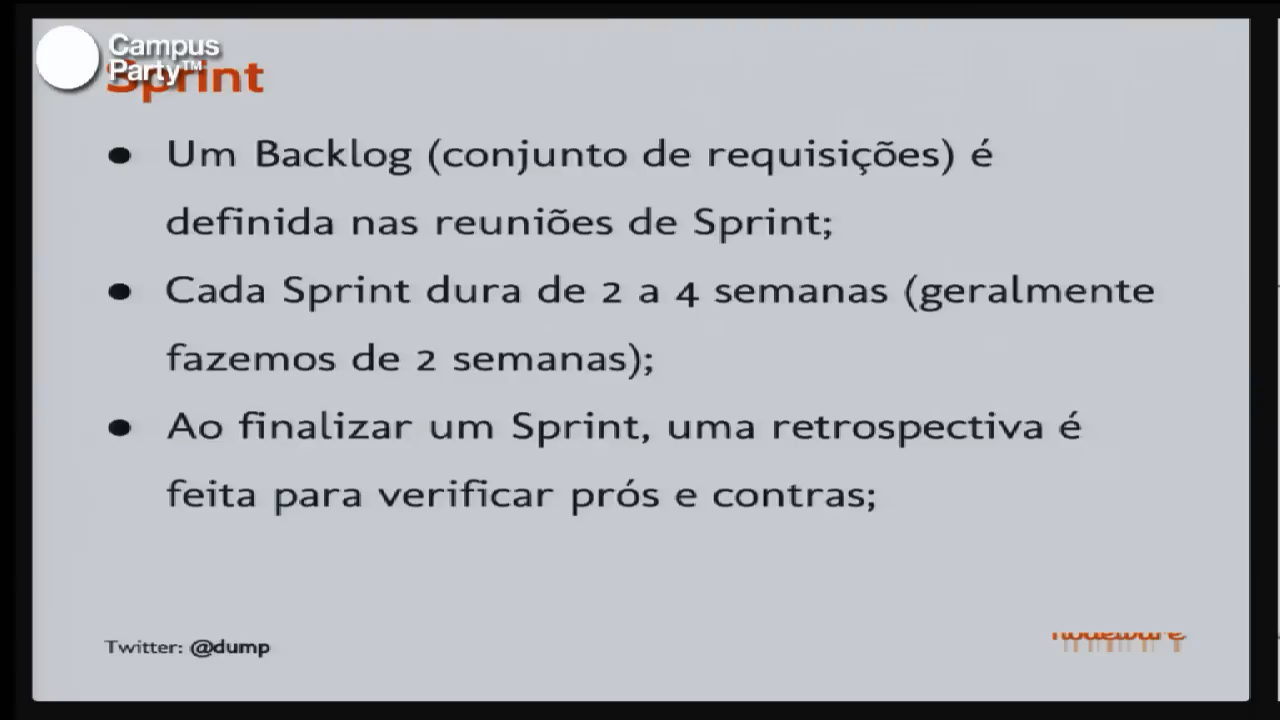 Campus
Party™
Sprint
● Um Backlog (conjunto de requisições) é
definida nas reuniões de Sprint;
● Cada Sprint dura de 2 a 4 semanas (geralmente
fazemos de 2 semanas);
● Ao finalizar um Sprint, uma retrospectiva é
feita para verificar prós e contras;
Twitter: @dump